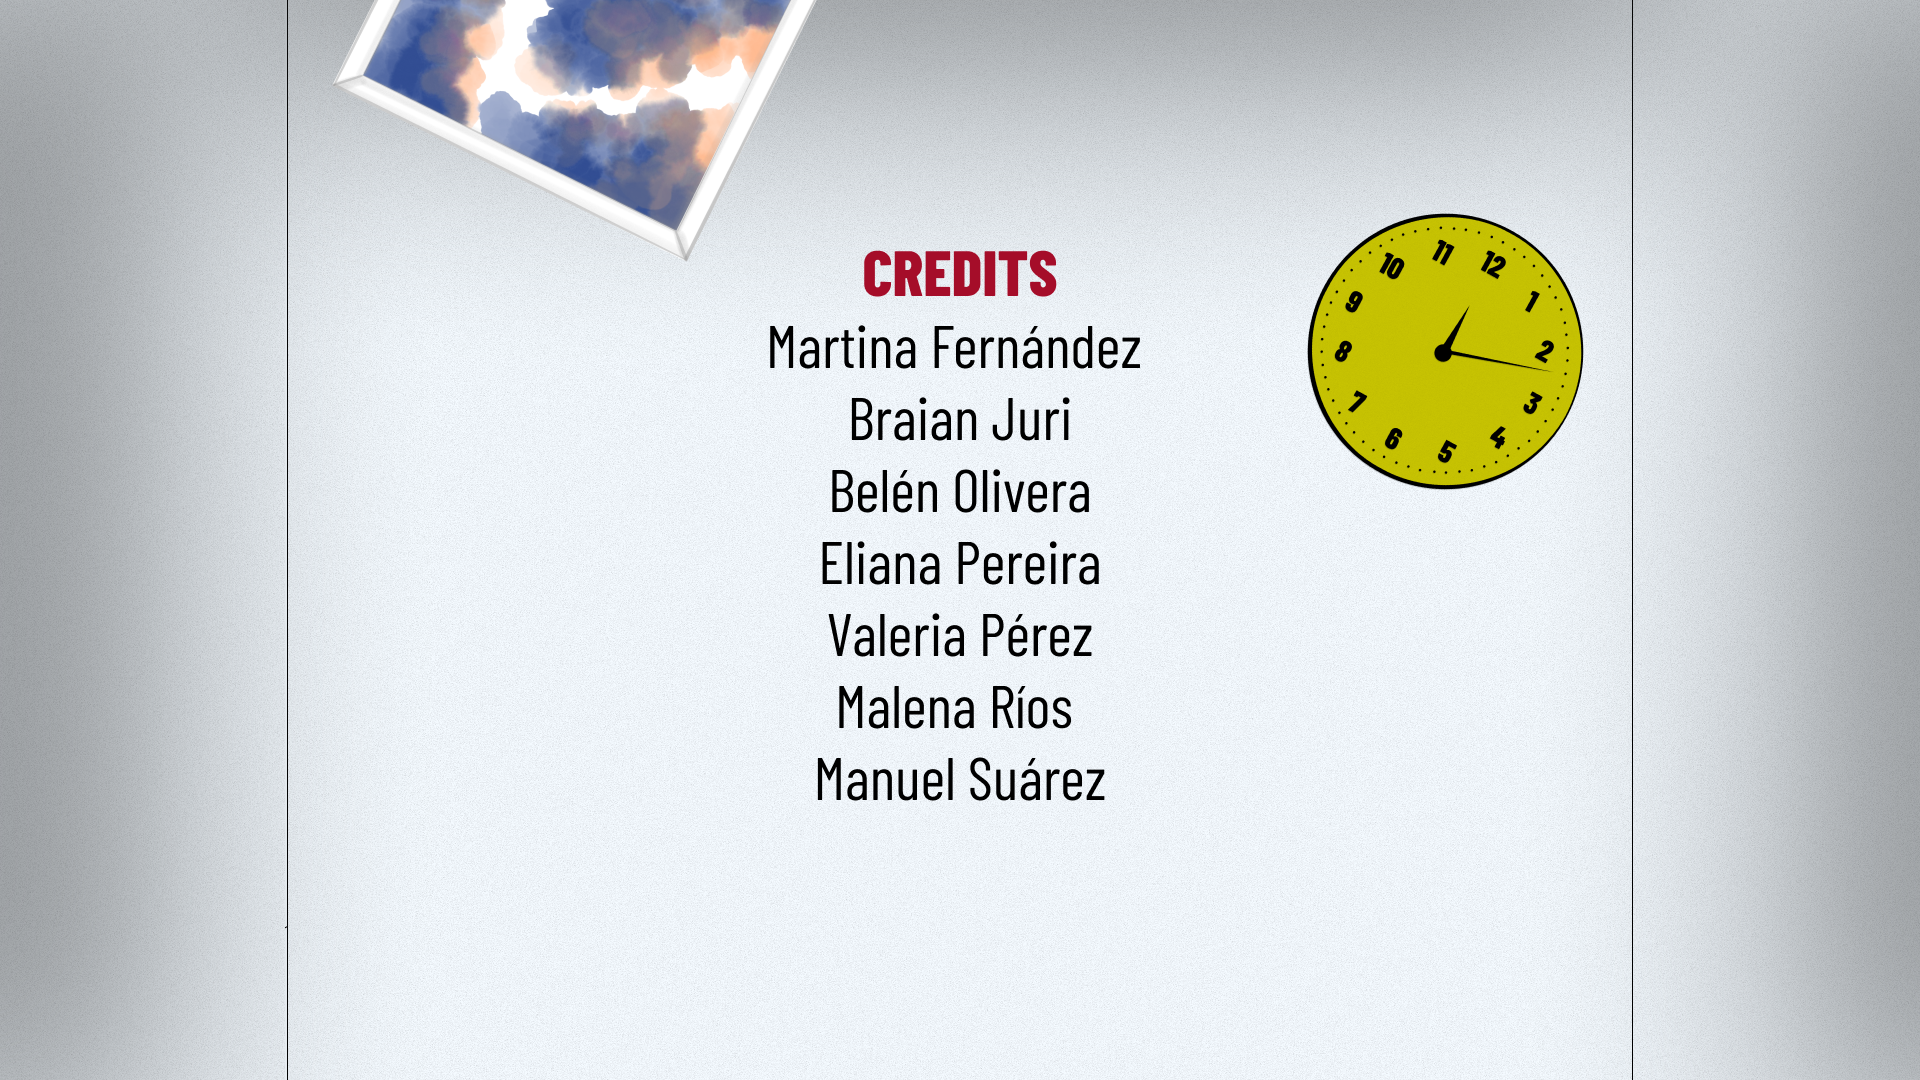 CREDITS
Martina Fernández
Braian Juri
Belén Olivera
Eliana Pereira
Valeria Pérez
Malena Ríos
Manuel Suárez
11
12
1
2
3
4
5
6
7
8
9
10